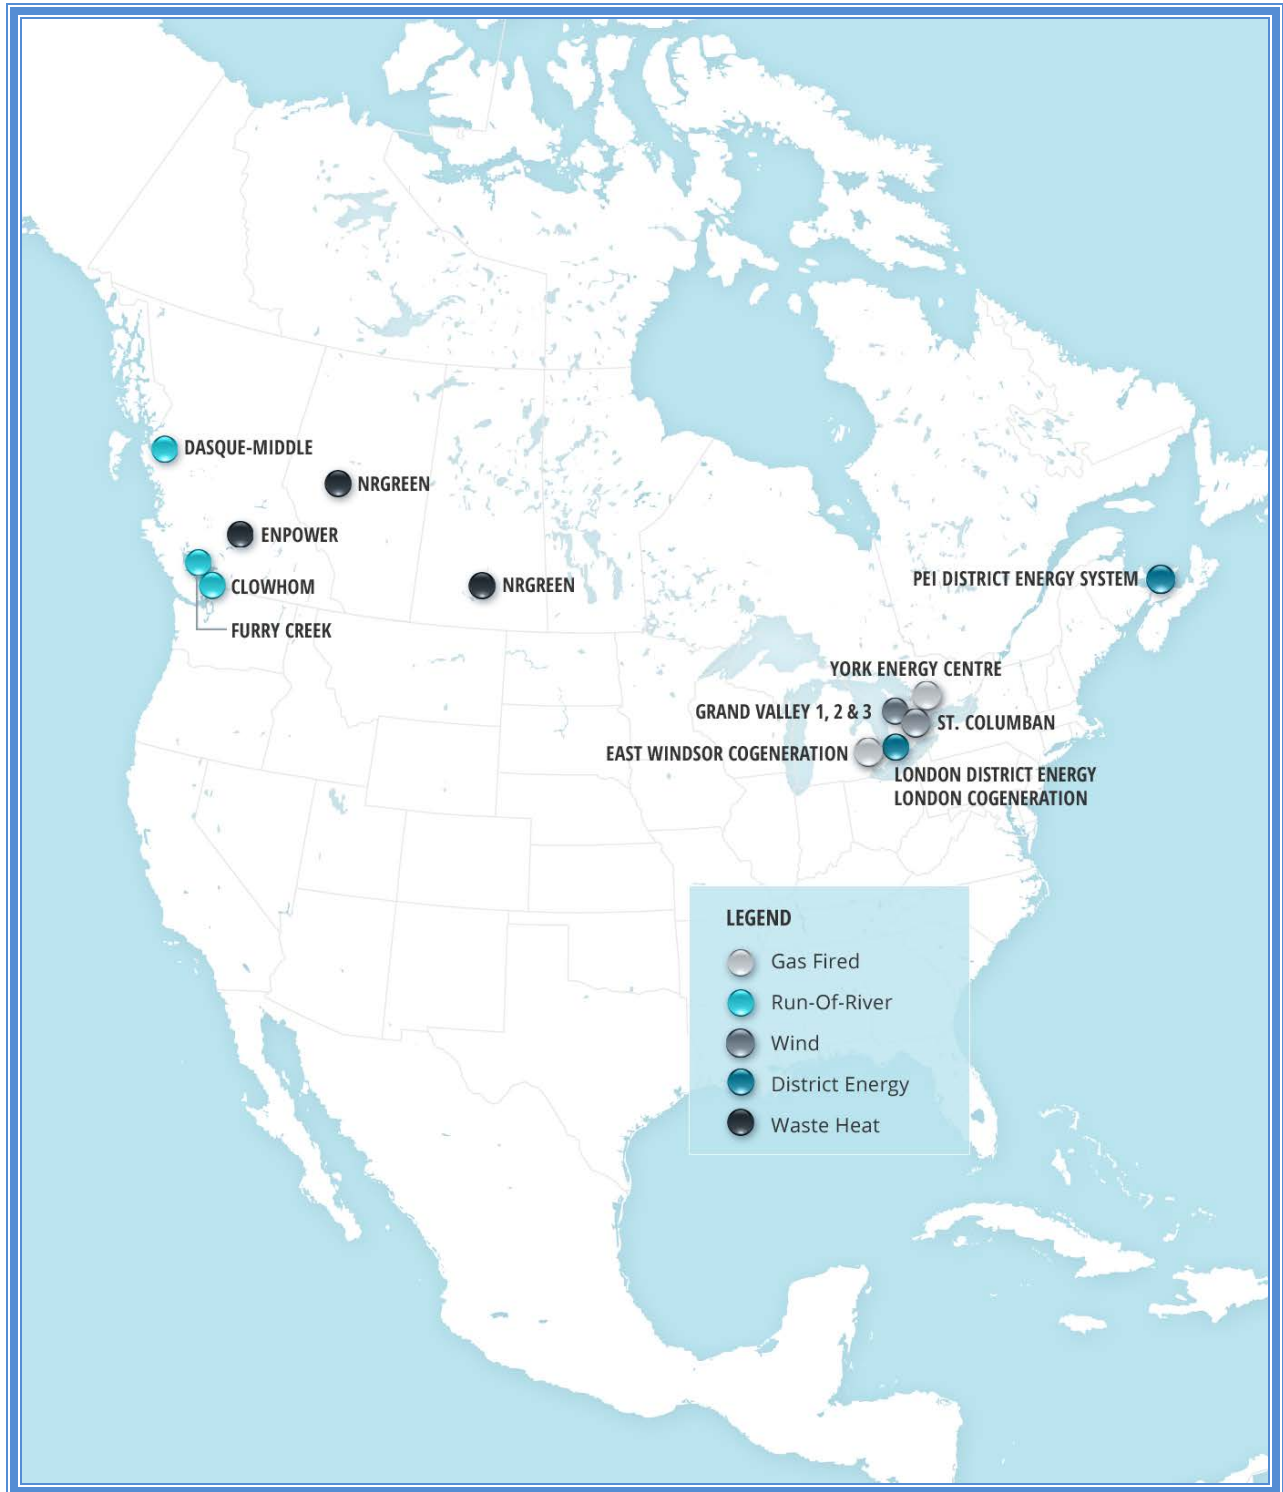 DASQUE-MIDDLE
NRGREEN
ENPOWER
CLOWHOM
NRGREEN
FURRY CREEK
PEI DISTRICT ENERGY SYSTEM
YORK ENERGY CENTRE
GRAND VALLEY 1, 2 & 3
ST. COLUMBAN
EAST WINDSOR COGENERATION
LONDON DISTRICT ENERGY
LONDON COGENERATION
LEGEND
Gas Fired
Run-Of-River
Wind
District Energy
Waste Heat